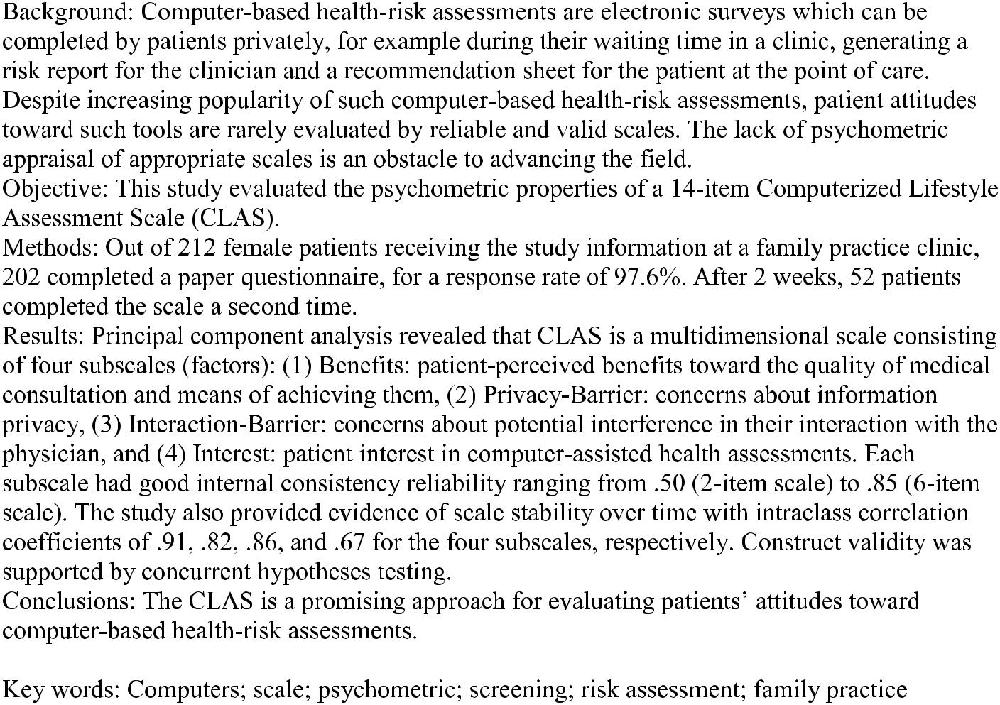 Background: Computer-based health-risk assessments are electronic surveys which can be
completed by patients privately, for example during their waiting time in a clinic, generating a
risk report for the clinician and a recommendation sheet for the patient at the point of care.
Despite increasing popularity of such computer-based health-risk assessments, patient attitudes
toward such tools are rarely evaluated by reliable and valid scales. The lack of psychometric
appraisal of appropriate scales is an obstacle to advancing the field.
Objective: This study evaluated the psychometric properties of a 14-item Computerized Lifestyle
Assessment Scale (CLAS).
Methods: Out of 212 female patients receiving the study information at a family practice clinic,
202 completed a paper questionnaire, for a response rate of 97.6%. After 2 weeks, 52 patients
completed the scale a second time.
Results: Principal component analysis revealed that CLAS is a multidimensional scale consisting
of four subscales (factors): (1) Benefits: patient-perceived benefits toward the quality of medical
consultation and means of achieving them, (2) Privacy-Barrier: concerns about information
privacy, (3) Interaction-Barrier: concerns about potential interference in their interaction with the
physician, and (4) Interest: patient interest in computer-assisted health assessments. Each
subscale had good internal consistency reliability ranging from .50 (2-item scale) to .85 (6-item
scale). The study also provided evidence of scale stability over time with intraclass correlation
coefficients of .91, .82, .86, and .67 for the four subscales, respectively. Construct validity was
supported by concurrent hypotheses testing.
Conclusions: The CLAS is a promising approach for evaluating patients’ attitudes toward
computer-based health-risk assessments.
Key words: Computers; scale; psychometric; screening; risk assessment; family practice